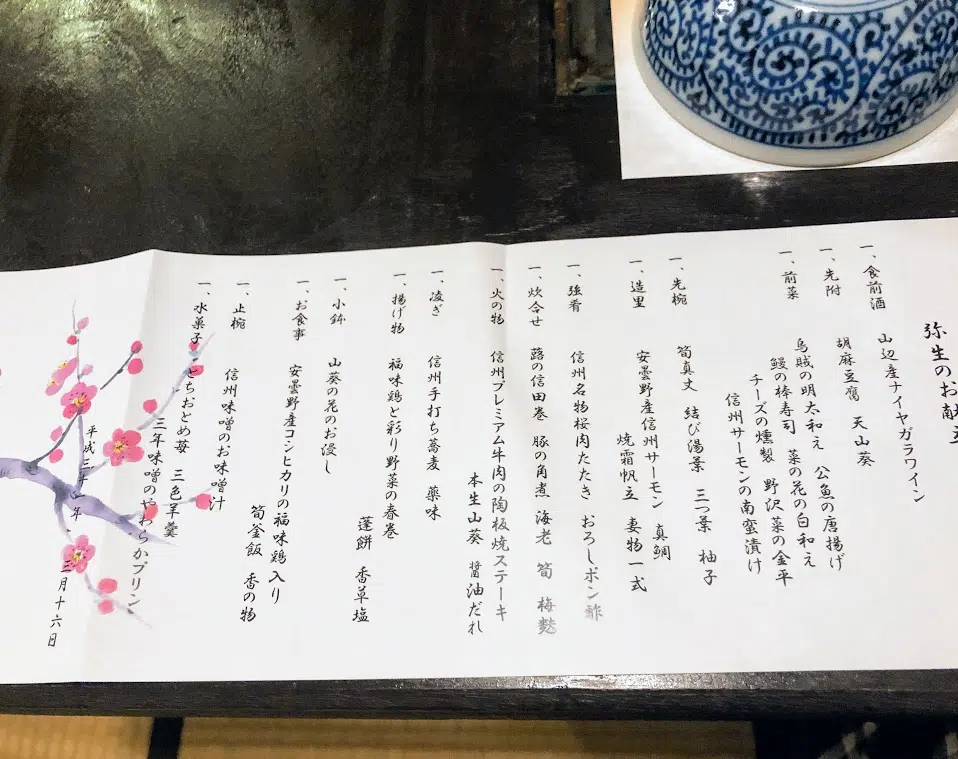 弥生のお献立
一、食前酒　山辺産ナイヤガラワイン
一、先附　胡麻豆腐　天山葵
一、前菜　烏賊の明太和え　公魚の唐揚げ
鰻の棒寿司　菜の花の白和え
チーズの燻製　野沢菜の金平
信州サーモンの南蛮漬け
一、先椀　筍真丈　結び湯葉　三つ葉　柚子
一、造里　安曇野産信州サーモン　真鯛
焼霜帆立　妻物一式
一、強肴　信州名物桜肉たたき　おろしポン酢
一、炊合せ　蕗の信田巻　豚の角煮　海老　筍　梅麩
一、火の物　信州プレミアム牛肉の陶板焼ステーキ
本生山葵　醤油だれ
一、凌ぎ　信州手打ち蕎麦　薬味
一、揚げ物　福味鶏と彩り野菜の春巻
蓬餅　香草塩
一、小鉢　山葵の花のお浸し
一、お食事　安曇野産コシヒカリの福味鶏入り
筍釜飯　香の物
一、止椀　信州味噌のお味噌汁
一、水菓子　とちおとめ苺　三色羊羹
三年味噌のやわらかプリン
平成三十一年　三月十六日